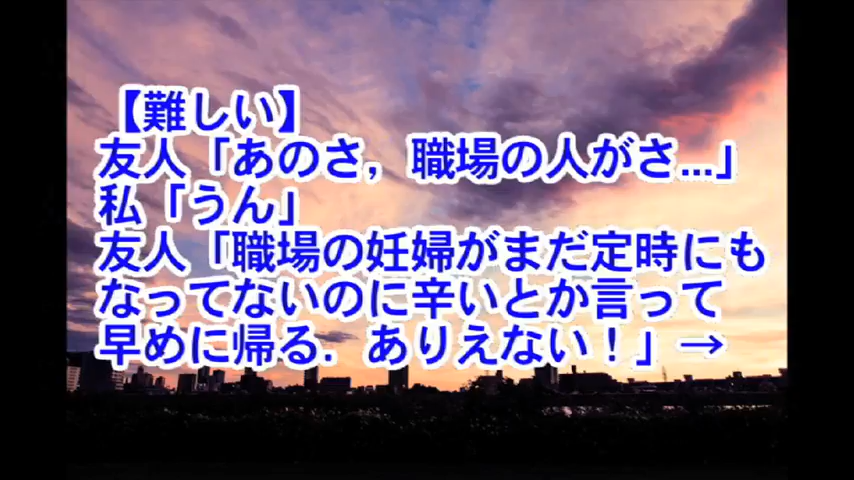 【難しい】
友人「あのさ，職場の人がさ...」
私「うん」
友人「職場の妊婦がまだ定時にも
なってないのに辛いとか言って
早めに帰る．ありえない！」→